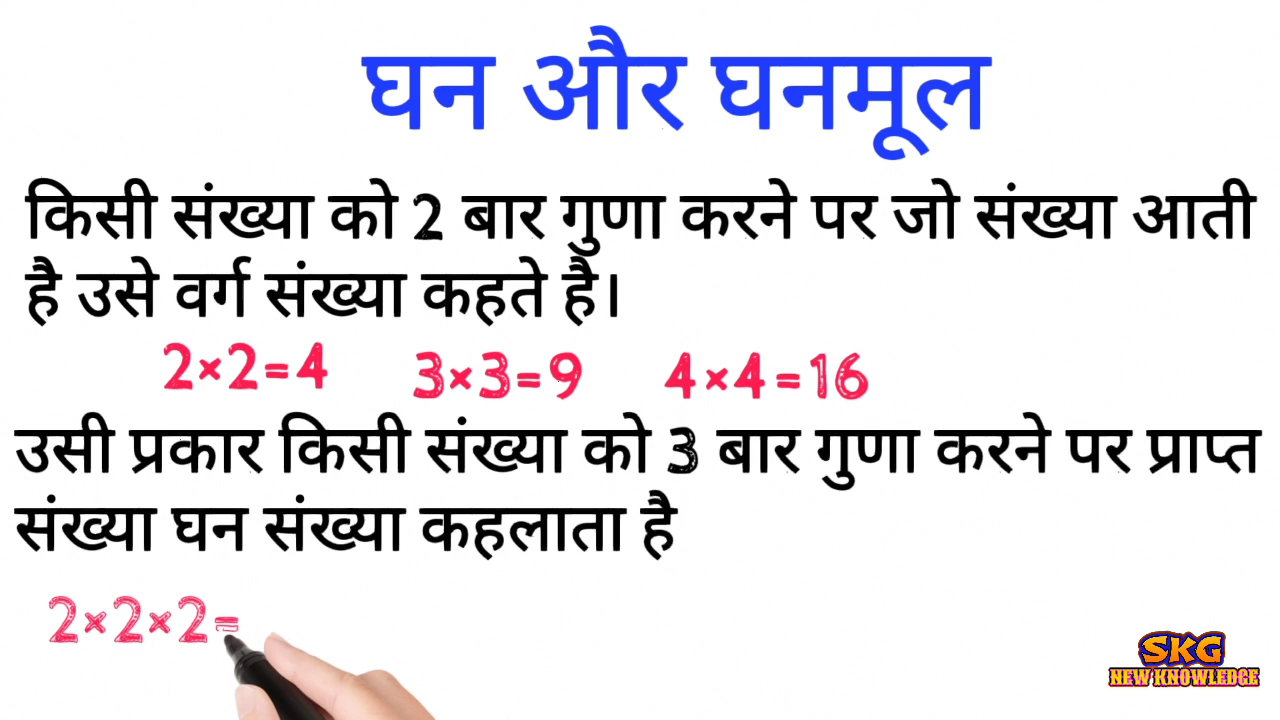 घन और घनमूल
किसी संख्या को 2 बार गुणा करने पर जो संख्या आती
है उसे वर्ग संख्या कहते है।
2×2=4 3×3=9 4×4=16
उसी प्रकार किसी संख्या को 3 बार गुणा करने पर प्राप्त
संख्या घन संख्या कहलाता है
2×2×2=
SKG
NEW KNOWLEDGE